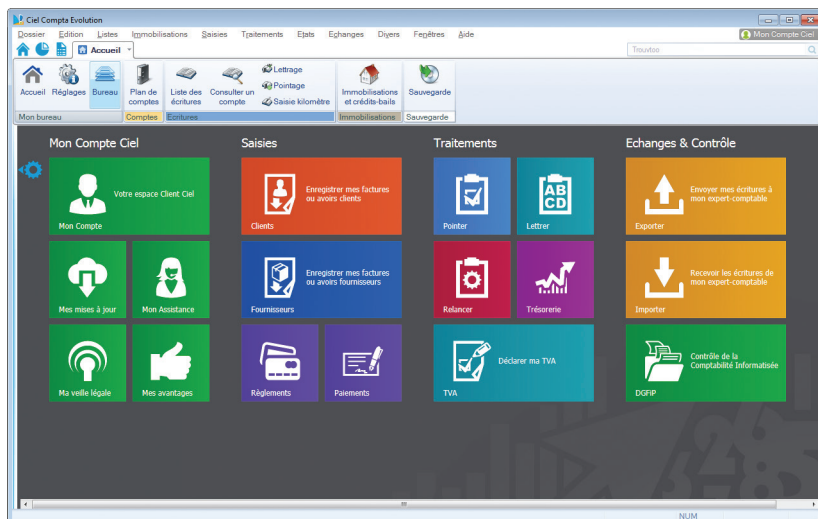 Ciel Compta Evolution
Dossier Edition Listes Immobilisations Saisies Traitements Etats Echanges Divers Fenêtres Aide
Mon Compte Ciel
Accueil
Trouvtoo
Accueil Réglages Bureau
Plan de comptes
Liste des écritures
Consulter un compte
Lettrage
Pointage
Saisie kilomètre
Immobilisations et crédits-bails
Sauvegarde
Mon bureau Comptes Ecritures Immobilisations Sauvegarde
Mon Compte Ciel
Votre espace Client Ciel
Mon Compte
Mes mises à jour
Mon Assistance
Ma veille légale
Mes avantages
Saisies
Enregistrer mes factures
ou avoirs clients
Clients
Enregistrer mes factures
ou avoirs fournisseurs
Fournisseurs
Règlements
Paiements
Traitements
Pointer
AB
CD
Lettrer
Relancer
Trésorerie
Déclarer ma TVA
TVA
Echanges & Contrôle
Envoyer mes écritures à
mon expert-comptable
Exporter
Recevoir les écritures de
mon expert-comptable
Importer
Contrôle de la
Comptabilité Informatisée
DGFiP
NUM